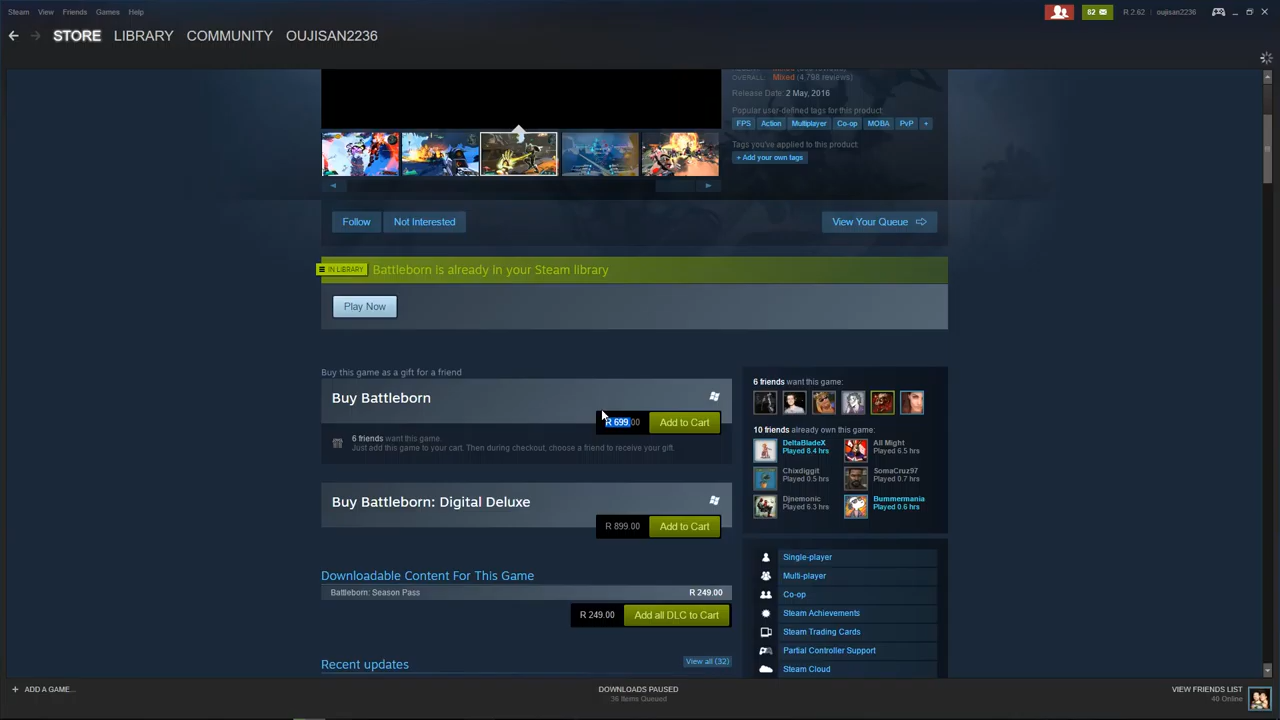 Steam View Friends Games Help
82 R 2.62 oujisan2236
STORE LIBRARY COMMUNITY OUJISAN2236
OVERALL: Mixed (4,798 reviews)
Release Date: 2 May, 2016
Popular user-defined tags for this product:
FPS Action Multiplayer Co-op MOBA PvP +
Tags you've applied to this product:
+ Add your own tags
Follow Not Interested View Your Queue
IN LIBRARY Battleborn is already in your Steam library
Play Now
Buy this game as a gift for a friend
Buy Battleborn
R 699.00 Add to Cart
6 friends want this game.
Just add this game to your cart. Then during checkout, choose a friend to receive your gift.
Buy Battleborn: Digital Deluxe
R 899.00 Add to Cart
Downloadable Content For This Game
Battleborn: Season Pass R 249.00
R 249.00 Add all DLC to Cart
Recent updates View all (32)
6 friends want this game:
10 friends already own this game:
DeltaBladeX
Played 8.4 hrs
All Might
Played 6.5 hrs
Chixdiggit
Played 0.5 hrs
SomaCruz97
Played 0.7 hrs
Djnemonic
Played 6.3 hrs
Bummermania
Played 0.6 hrs
Single-player
Multi-player
Co-op
Steam Achievements
Steam Trading Cards
Partial Controller Support
Steam Cloud
+ ADD A GAME...
DOWNLOADS PAUSED
36 Items Queued
VIEW FRIENDS LIST
40 Online